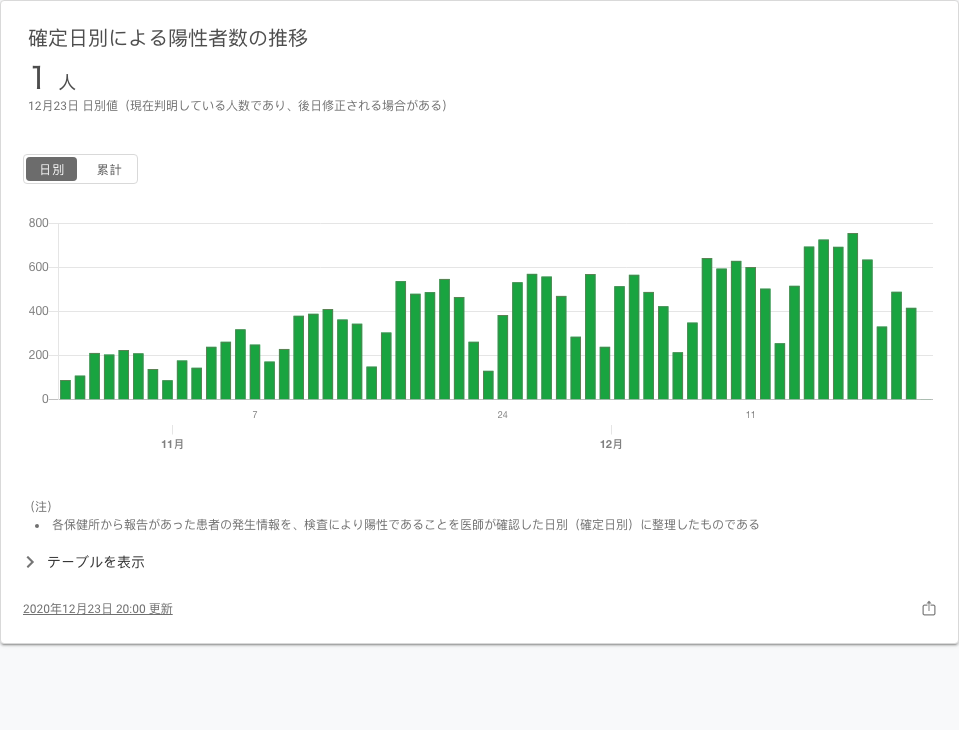 確定日別による陽性者数の推移
1 人
12月23日 日別値（現在判明している人数であり、後日修正される場合がある）
日別 累計
800
600
400
200
0
7 24 11
11月 12月
（注）
• 各保健所から報告があった患者の発生情報を、検査により陽性であることを医師が確認した日別（確定日別）に整理したものである
テーブルを表示
2020年12月23日 20:00 更新